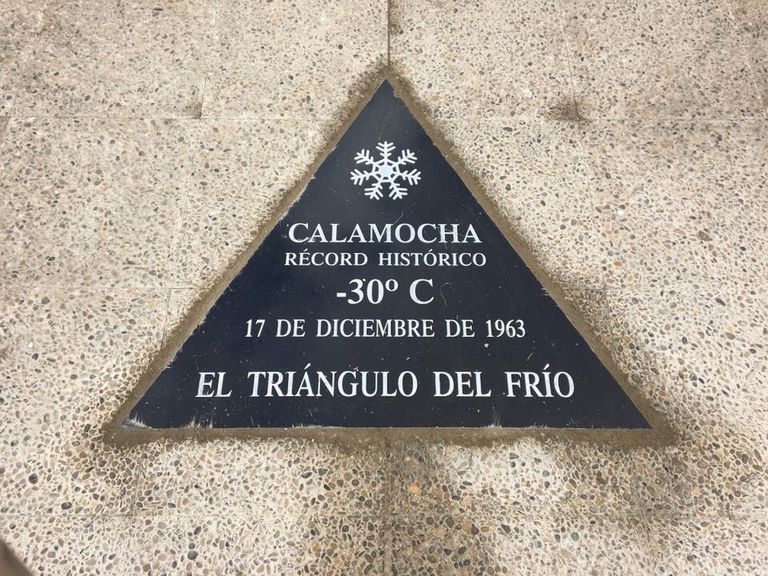 CALAMOCHA
RÉCORD HISTÓRICO
-30º C
17 DE DICIEMBRE DE 1963
EL TRIÁNGULO DEL FRÍO